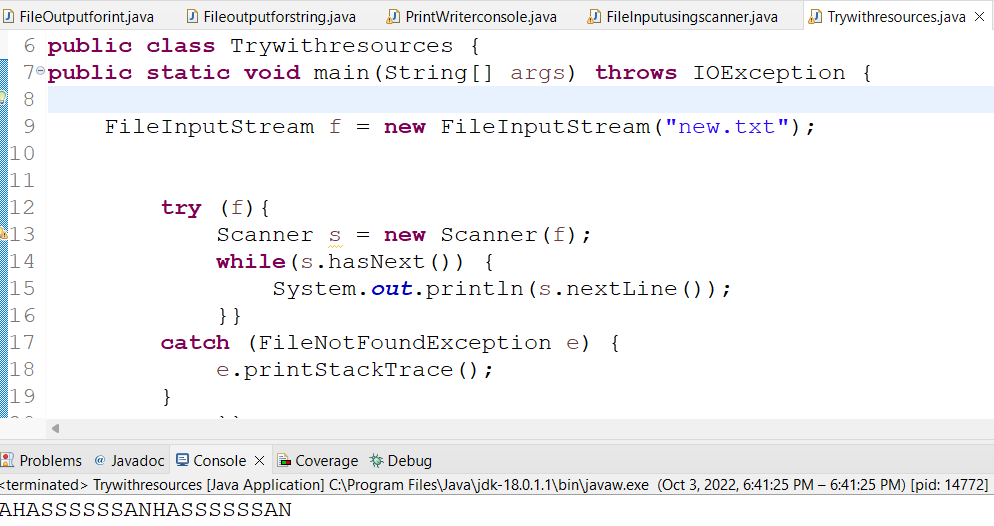 FileOutputforint.java Fileoutputforstring.java PrintWriterconsole.java FileInputusingscanner.java Trywithresources.java
6 public class Trywithresources {
7 public static void main(String[] args) throws IOException {
8
9 FileInputStream f = new FileInputStream("new.txt");
10
11
12 try (f){
13 Scanner s = new Scanner(f);
14 while(s.hasNext()) {
15 System.out.println(s.nextLine());
16 }}
17 catch (FileNotFoundException e) {
18 e.printStackTrace();
19 }
Problems @ Javadoc Console Coverage Debug
<terminated> Trywithresources [Java Application] C:\Program Files\Java\jdk-18.0.1.1\bin\javaw.exe (Oct 3, 2022, 6:41:25 PM – 6:41:25 PM) [pid: 14772]
AHASSSSSSANHASSSSSSAN